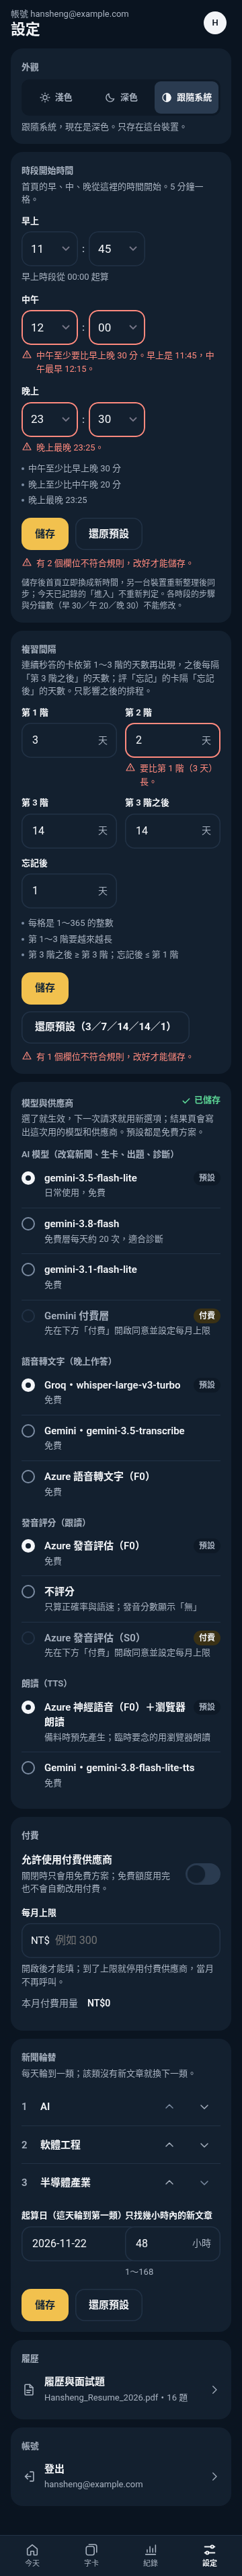 帳號 hansheng@example.com
設定
H
外觀
淺色
深色
跟隨系統
跟隨系統，現在是深色。只存在這台裝置。
時段開始時間
首頁的早、中、晚從這裡的時間開始。5 分鐘一
格。
早上
11 : 45
早上時段從 00:00 起算
中午
12 : 00
中午至少要比早上晚 30 分。早上是 11:45，中
午最早 12:15。
晚上
23 : 30
晚上最晚 23:25。
• 中午至少比早上晚 30 分
• 晚上至少比中午晚 20 分
• 晚上最晚 23:25
儲存
還原預設
有 2 個欄位不符合規則，改好才能儲存。
儲存後首頁立即換成新時間，另一台裝置重新整理後同
步；今天已記錄的「進入」不重新判定。各時段的步驟
與分鐘數（早 30／午 20／晚 30）不能修改。
複習間隔
連續秒答的卡依第 1～3 階的天數再出現，之後每隔
「第 3 階之後」的天數；評「忘記」的卡隔「忘記
後」的天數。只影響之後的排程。
第 1 階
第 2 階
3 天
2 天
要比第 1 階（3 天）
長。
第 3 階
第 3 階之後
14 天
14 天
忘記後
1 天
• 每格是 1～365 的整數
• 第 1～3 階要越來越長
• 第 3 階之後 ≥ 第 3 階；忘記後 ≤ 第 1 階
儲存
還原預設（3／7／14／14／1）
有 1 個欄位不符合規則，改好才能儲存。
模型與供應商
已儲存
選了就生效，下一次請求就用新選項；結果頁會寫
出這次用的模型和供應商。預設都是免費方案。
AI 模型（改寫新聞、生卡、出題、診斷）
gemini-3.5-flash-lite
預設
日常使用，免費
gemini-3.8-flash
免費層每天約 20 次，適合診斷
gemini-3.1-flash-lite
免費
Gemini 付費層
付費
先在下方「付費」開啟同意並設定每月上限
語音轉文字（晚上作答）
Groq・whisper-large-v3-turbo
預設
免費
Gemini・gemini-3.5-transcribe
免費
Azure 語音轉文字（F0）
免費
發音評分（跟讀）
Azure 發音評估（F0）
預設
免費
不評分
只算正確率與語速；發音分數顯示「無」
Azure 發音評估（S0）
付費
先在下方「付費」開啟同意並設定每月上限
朗讀（TTS）
Azure 神經語音（F0）＋瀏覽器
朗讀
預設
備料時預先產生；臨時要念的用瀏覽器朗讀
Gemini・gemini-3.8-flash-lite-tts
免費
付費
允許使用付費供應商
關閉時只會用免費方案；免費額度用完
也不會自動改用付費。
每月上限
NT$ 例如 300
開啟後才能填；到了上限就停用付費供應商，當月
不再呼叫。
本月付費用量 NT$0
新聞輪替
每天輪到一類；該類沒有新文章就換下一類。
1 AI
2 軟體工程
3 半導體產業
起算日（這天輪到第一類）
只找幾小時內的新文章
2026-11-22
48 小時
1～168
儲存
還原預設
履歷
履歷與面試題
Hansheng_Resume_2026.pdf・16 題
帳號
登出
hansheng@example.com
今天
字卡
紀錄
設定